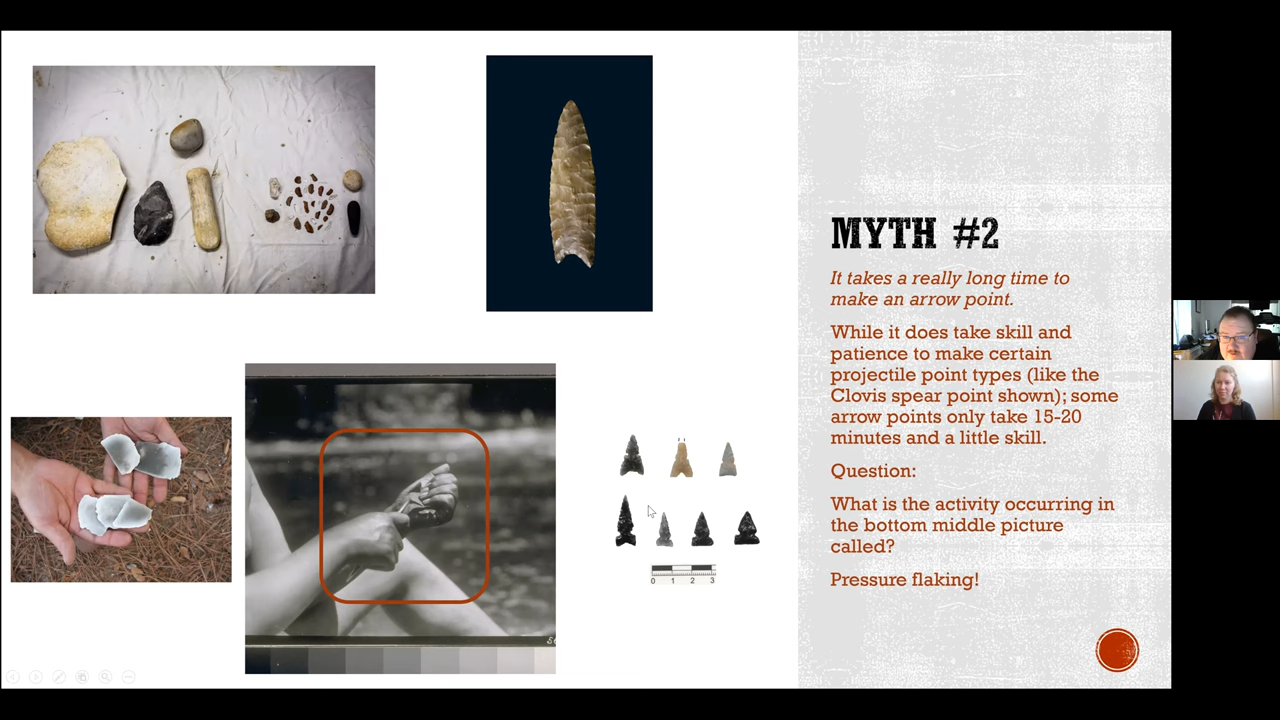 MYTH #2
It takes a really long time to
make an arrow point.
While it does take skill and
patience to make certain
projectile point types (like the
Clovis spear point shown); some
arrow points only take 15-20
minutes and a little skill.
Question:
What is the activity occurring in
the bottom middle picture
called?
Pressure flaking!
0 1 2 3